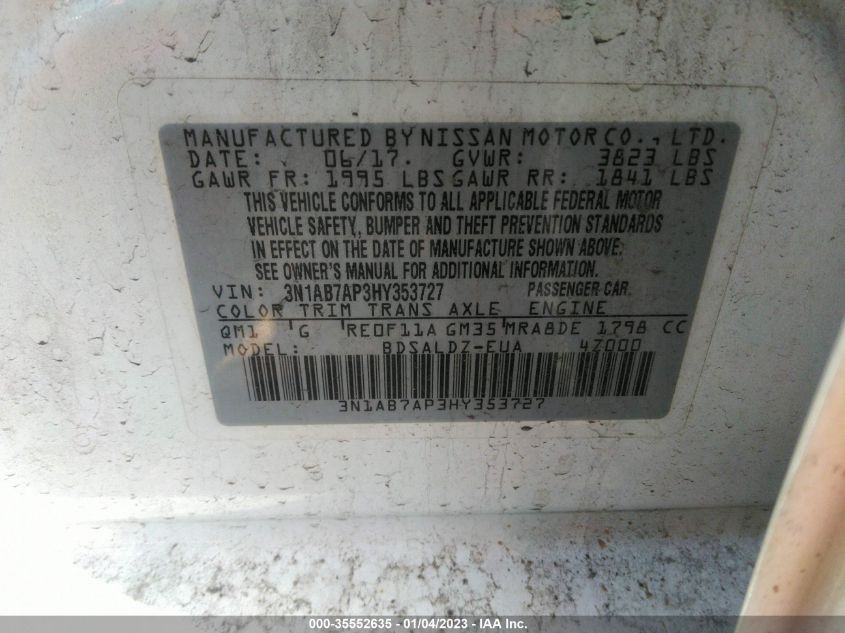 MANUFACTURED BY NISSAN MOTOR CO., LTD.
DATE: 06/17. GVWR: 3823 LBS
GAWR FR: 1995 LBS GAWR RR: 1841 LBS
THIS VEHICLE CONFORMS TO ALL APPLICABLE FEDERAL MOTOR
VEHICLE SAFETY, BUMPER AND THEFT PREVENTION STANDARDS
IN EFFECT ON THE DATE OF MANUFACTURE SHOWN ABOVE:
SEE OWNER'S MANUAL FOR ADDITIONAL INFORMATION.
VIN: 3N1AB7AP3HY353727 PASSENGER CAR.
COLOR TRIM TRANS AXLE ENGINE
QM1 G RE0F11A GM35 MRA8DE 1798 CC
MODEL: BDSALDZ-EUA 47000
3N1AB7AP3HY353727
000-35552635 - 01/04/2023 - IAA Inc.